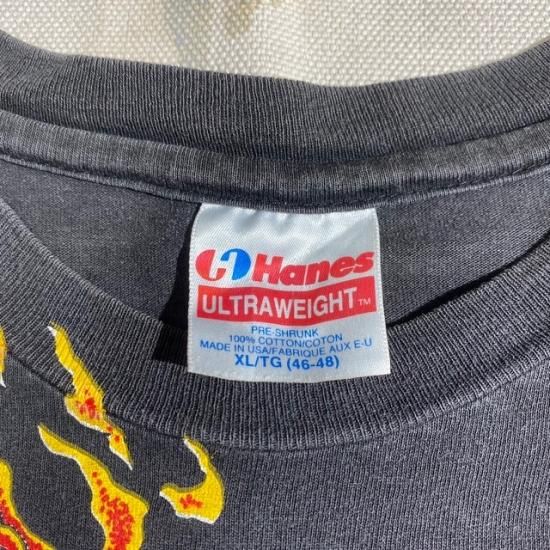 Hanes
ULTRAWEIGHT™
PRE-SHRUNK
100% COTTON/COTON
MADE IN USA/FABRIQUE AUX E-U
XL/TG (46-48)